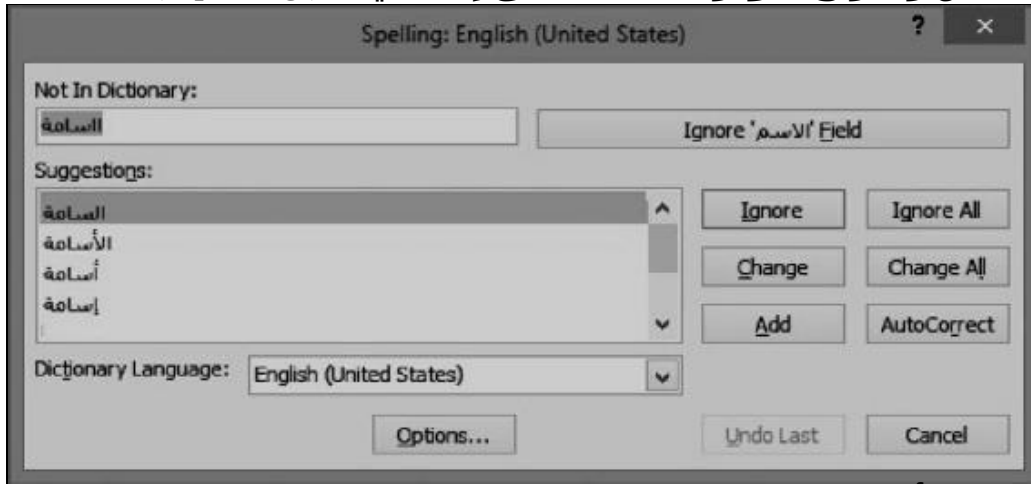 Spelling: English (United States)
? ×
Not In Dictionary:
ااسامة
Ignore 'الاسم' Field
Suggestions:
السامة
الأسامة
أسامة
إسامة
Ignore
Ignore All
Change
Change All
Add
AutoCorrect
Dictionary Language:
English (United States)
Options...
Undo Last
Cancel